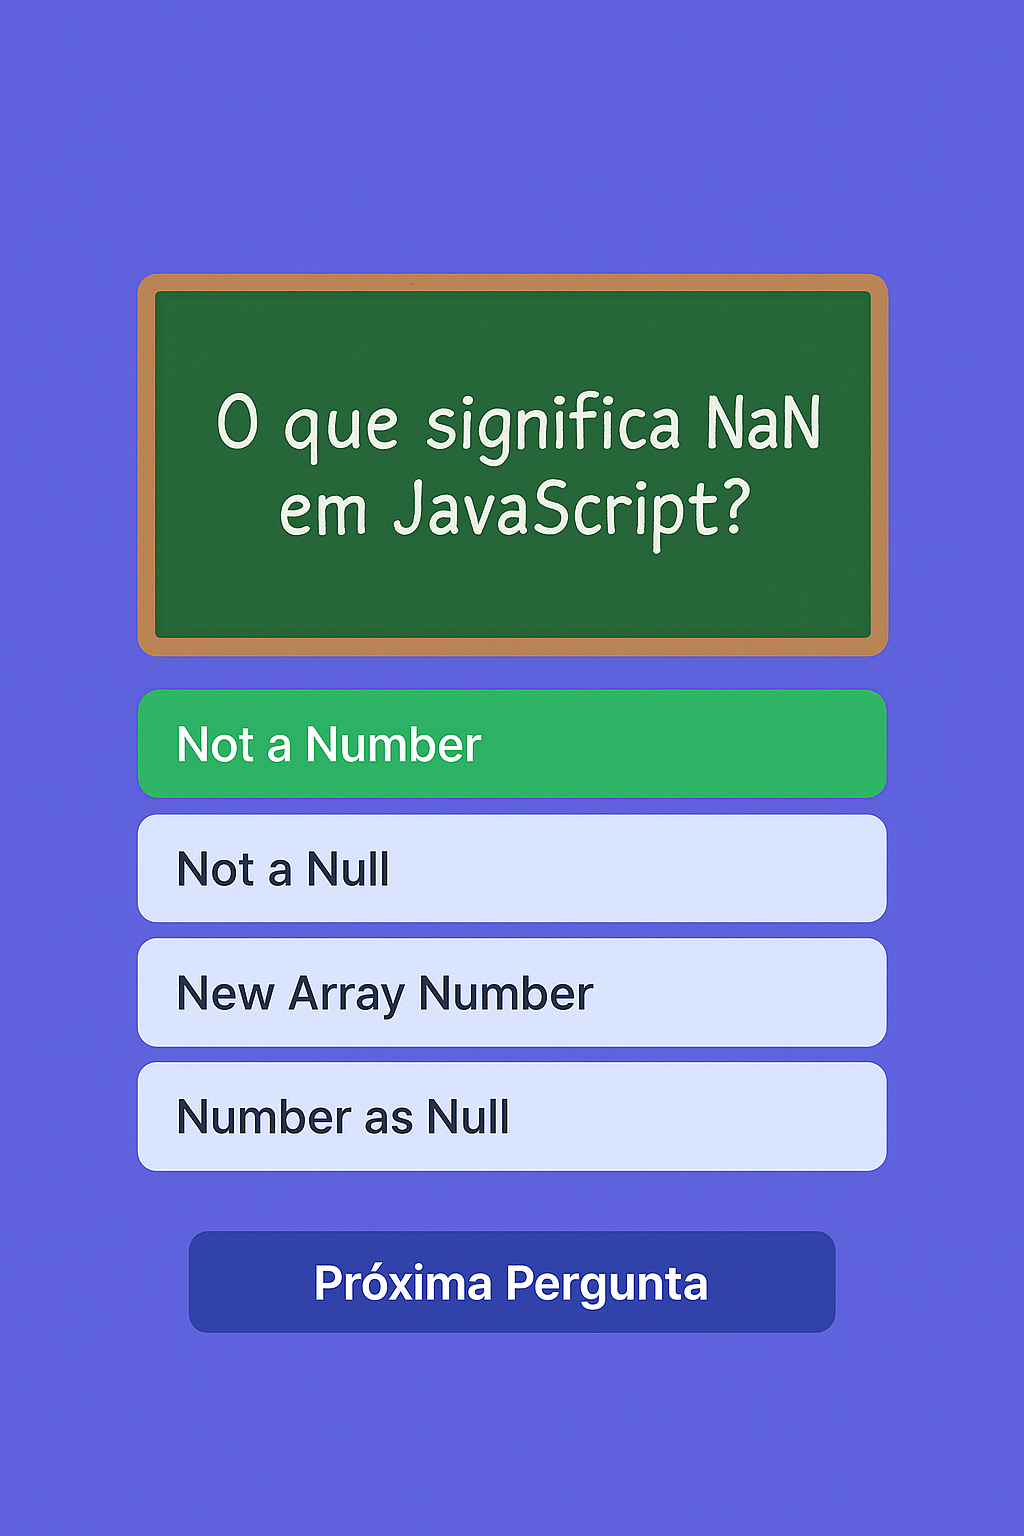 O que significa NaN
em JavaScript?
Not a Number
Not a Null
New Array Number
Number as Null
Próxima Pergunta